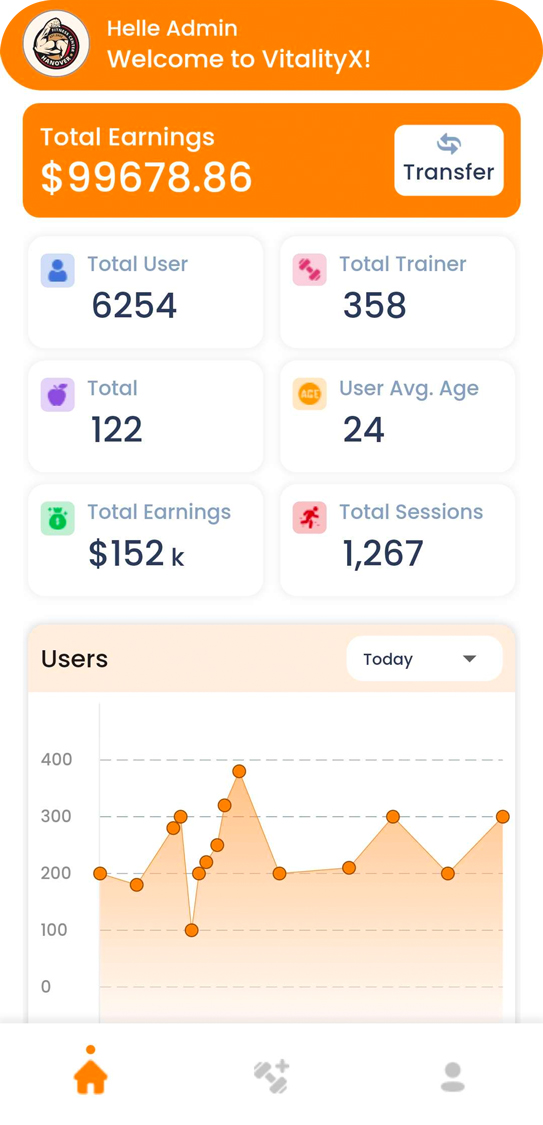 Helle Admin
Welcome to VitalityX!
FITNESS CENTER
HANOVER
Total Earnings
$99678.86
Transfer
Total User
6254
Total Trainer
358
Total
122
AGE
User Avg. Age
24
Total Earnings
$152 k
Total Sessions
1,267
Users
Today
400
300
200
100
0